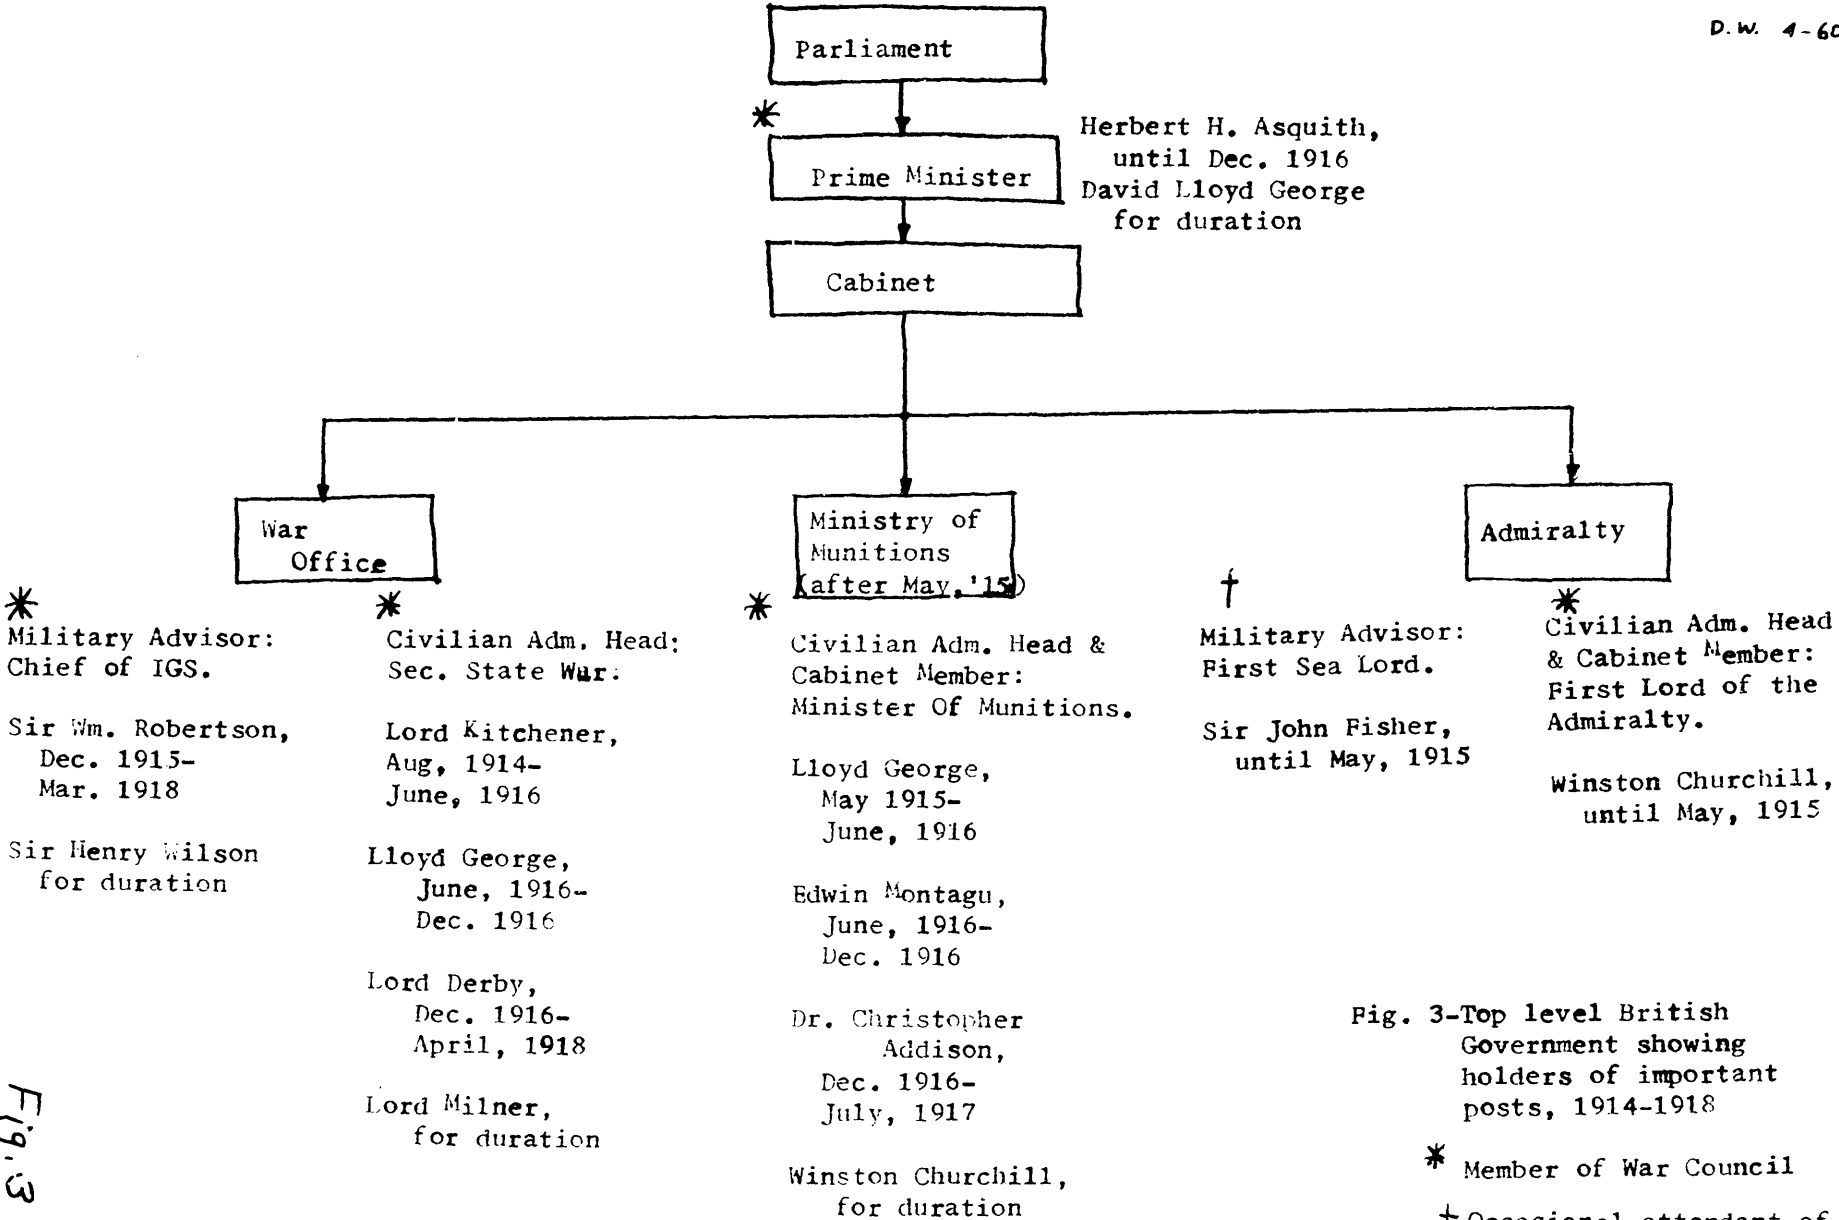 D.W. 4-60
Parliament
*
Prime Minister
Herbert H. Asquith,
until Dec. 1916
David Lloyd George
for duration
Cabinet
War
Office
Ministry of
Munitions
(after May,'15)
Admiralty
*
Military Advisor:
Chief of IGS.
Sir Wm. Robertson,
Dec. 1915-
Mar. 1918
Sir Henry Wilson
for duration
*
Civilian Adm. Head:
Sec. State War.
Lord Kitchener,
Aug, 1914-
June, 1916
Lloyd George,
June, 1916-
Dec. 1916
Lord Derby,
Dec. 1916-
April, 1918
Lord Milner,
for duration
*
Civilian Adm. Head &
Cabinet Member:
Minister Of Munitions.
Lloyd George,
May 1915-
June, 1916
Edwin Montagu,
June, 1916-
Dec. 1916
Dr. Christopher
Addison,
Dec. 1916-
July, 1917
Winston Churchill,
for duration
†
Military Advisor:
First Sea Lord.
Sir John Fisher,
until May, 1915
*
Civilian Adm. Head
& Cabinet Member:
First Lord of the
Admiralty.
Winston Churchill,
until May, 1915
Fig. 3-Top level British
Government showing
holders of important
posts, 1914-1918
* Member of War Council
† Occasional attendant of
Fig. 3